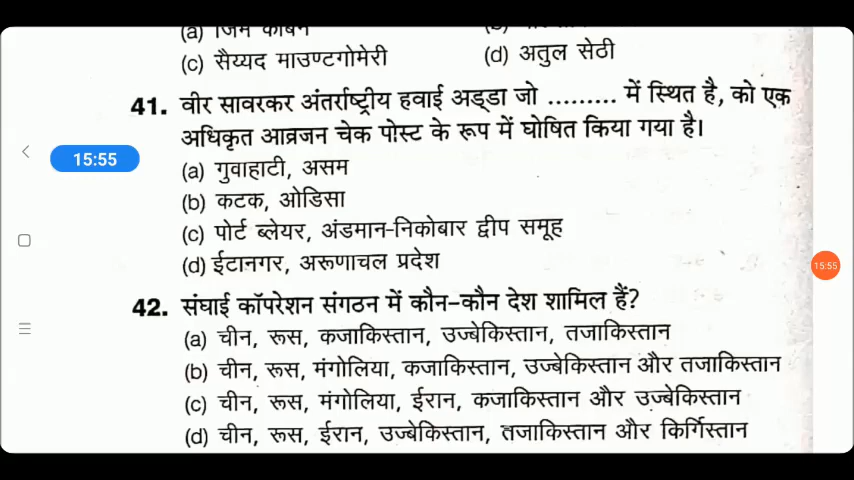 (c) सैय्यद माउण्टगोमेरी (d) अतुल सेठी
41. वीर सावरकर अंतर्राष्ट्रीय हवाई अड्डा जो ......... में स्थित है, को एक
अधिकृत आव्रजन चेक पोस्ट के रूप में घोषित किया गया है।
(a) गुवाहाटी, असम
(b) कटक, ओडिसा
(c) पोर्ट ब्लेयर, अंडमान-निकोबार द्वीप समूह
(d) ईटानगर, अरूणाचल प्रदेश
42. संघाई कॉपरेशन संगठन में कौन-कौन देश शामिल हैं?
(a) चीन, रूस, कजाकिस्तान, उज्बेकिस्तान, तजाकिस्तान
(b) चीन, रूस, मंगोलिया, कजाकिस्तान, उज्बेकिस्तान और तजाकिस्तान
(c) चीन, रूस, मंगोलिया, ईरान, कजाकिस्तान और उज्बेकिस्तान
(d) चीन, रूस, ईरान, उज्बेकिस्तान, तजाकिस्तान और किर्गिस्तान
15:55
15:55